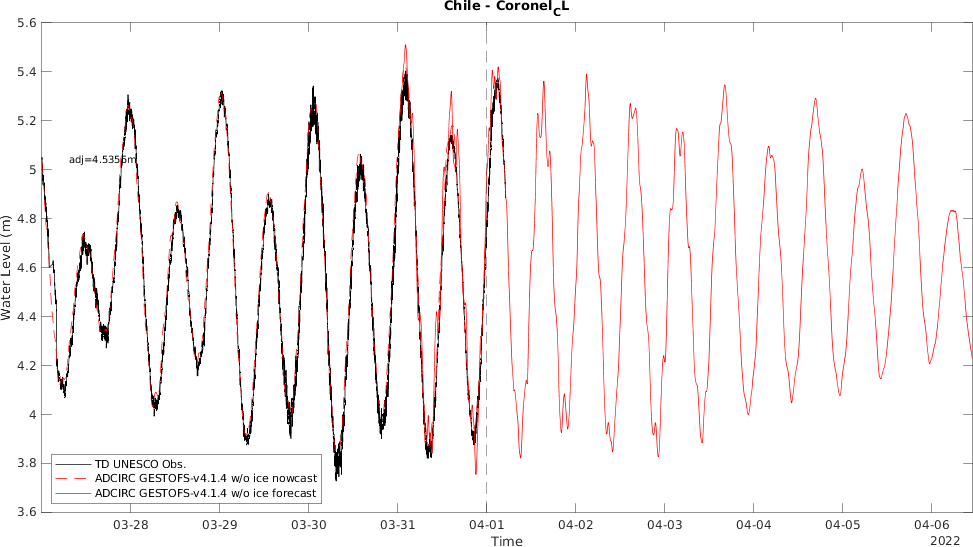 Chile - Coronel_CL
5.6
5.4
5.2
5
4.8
4.6
4.4
4.2
4
3.8
3.6
Water Level (m)
adj=4.5355m
TD UNESCO Obs.
ADCIRC GESTOFS-v4.1.4 w/o ice nowcast
ADCIRC GESTOFS-v4.1.4 w/o ice forecast
03-28 03-29 03-30 03-31 04-01 04-02 04-03 04-04 04-05 04-06
Time
2022